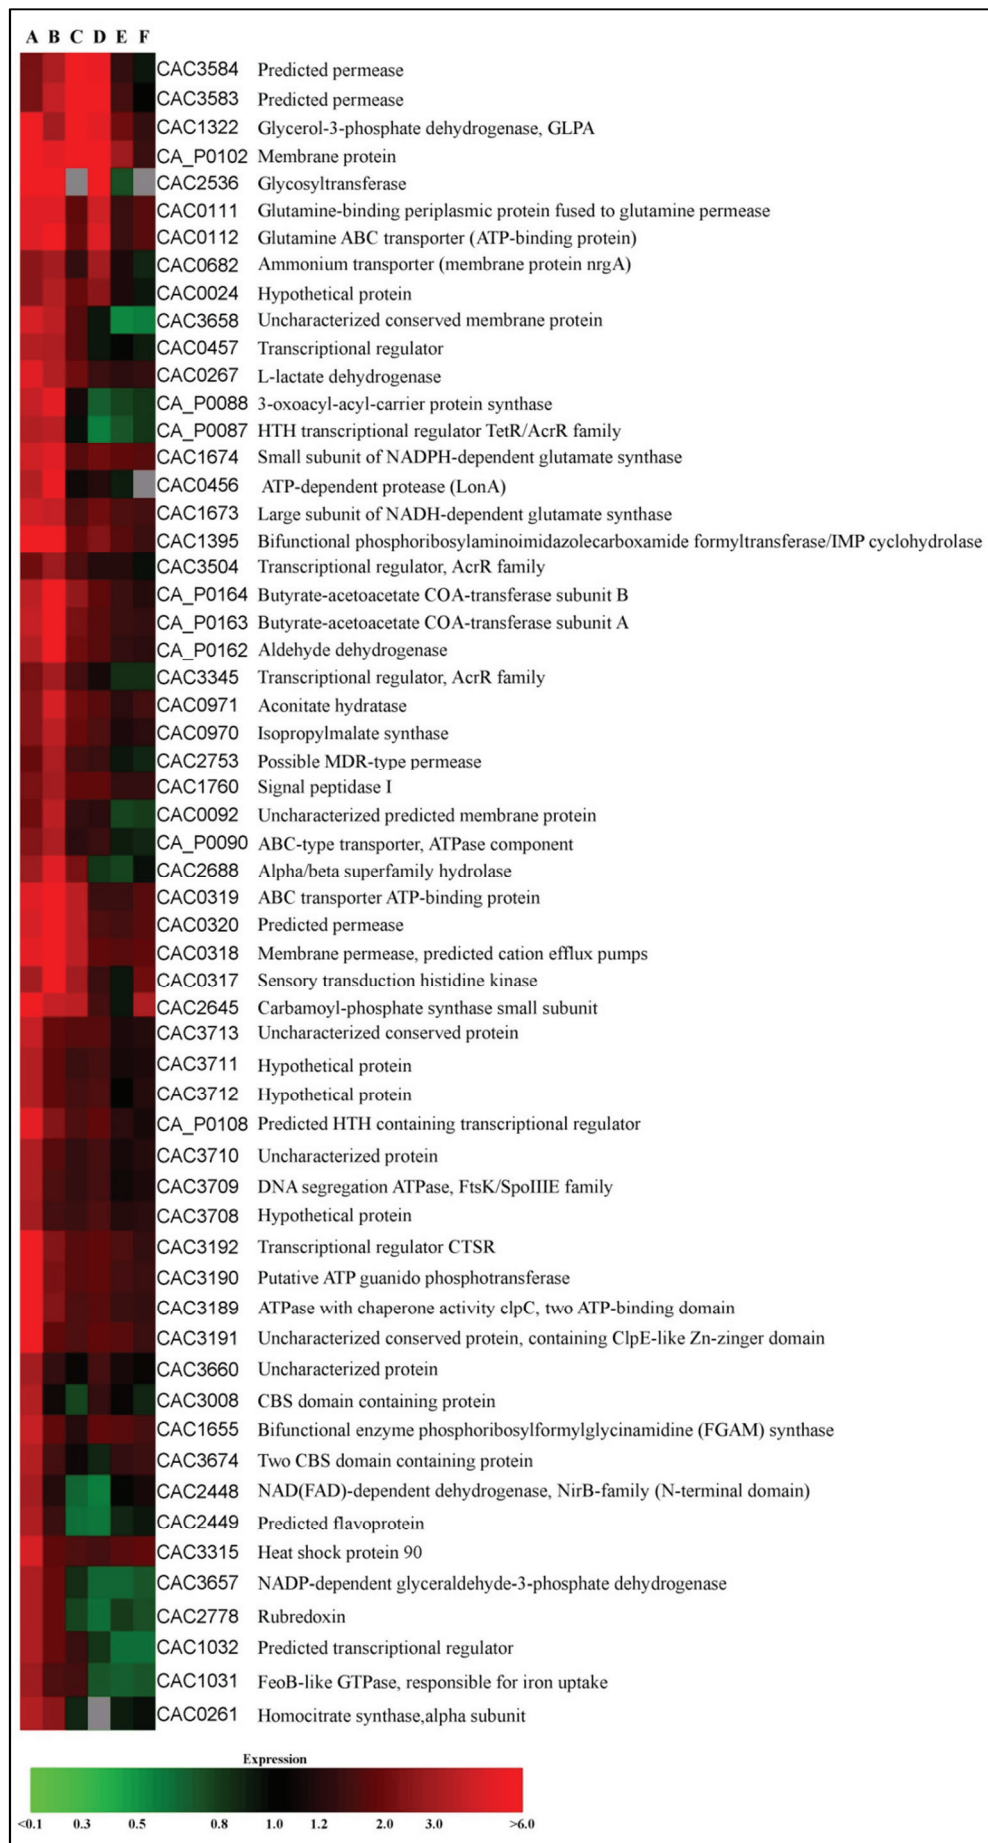 A B C D E F
CAC3584 Predicted permease
CAC3583 Predicted permease
CAC1322 Glycerol-3-phosphate dehydrogenase, GLPA
CA_P0102 Membrane protein
CAC2536 Glycosyltransferase
CAC0111 Glutamine-binding periplasmic protein fused to glutamine permease
CAC0112 Glutamine ABC transporter (ATP-binding protein)
CAC0682 Ammonium transporter (membrane protein nrgA)
CAC0024 Hypothetical protein
CAC3658 Uncharacterized conserved membrane protein
CAC0457 Transcriptional regulator
CAC0267 L-lactate dehydrogenase
CA_P0088 3-oxoacyl-acyl-carrier protein synthase
CA_P0087 HTH transcriptional regulator TetR/AcrR family
CAC1674 Small subunit of NADPH-dependent glutamate synthase
CAC0456 ATP-dependent protease (LonA)
CAC1673 Large subunit of NADH-dependent glutamate synthase
CAC1395 Bifunctional phosphoribosylaminoimidazolecarboxamide formyltransferase/IMP cyclohydrolase
CAC3504 Transcriptional regulator, AcrR family
CA_P0164 Butyrate-acetoacetate COA-transferase subunit B
CA_P0163 Butyrate-acetoacetate COA-transferase subunit A
CA_P0162 Aldehyde dehydrogenase
CAC3345 Transcriptional regulator, AcrR family
CAC0971 Aconitate hydratase
CAC0970 Isopropylmalate synthase
CAC2753 Possible MDR-type permease
CAC1760 Signal peptidase I
CAC0092 Uncharacterized predicted membrane protein
CA_P0090 ABC-type transporter, ATPase component
CAC2688 Alpha/beta superfamily hydrolase
CAC0319 ABC transporter ATP-binding protein
CAC0320 Predicted permease
CAC0318 Membrane permease, predicted cation efflux pumps
CAC0317 Sensory transduction histidine kinase
CAC2645 Carbamoyl-phosphate synthase small subunit
CAC3713 Uncharacterized conserved protein
CAC3711 Hypothetical protein
CAC3712 Hypothetical protein
CA_P0108 Predicted HTH containing transcriptional regulator
CAC3710 Uncharacterized protein
CAC3709 DNA segregation ATPase, FtsK/SpoIIIE family
CAC3708 Hypothetical protein
CAC3192 Transcriptional regulator CTSR
CAC3190 Putative ATP guanido phosphotransferase
CAC3189 ATPase with chaperone activity clpC, two ATP-binding domain
CAC3191 Uncharacterized conserved protein, containing ClpE-like Zn-zinger domain
CAC3660 Uncharacterized protein
CAC3008 CBS domain containing protein
CAC1655 Bifunctional enzyme phosphoribosylformylglycinamidine (FGAM) synthase
CAC3674 Two CBS domain containing protein
CAC2448 NAD(FAD)-dependent dehydrogenase, NirB-family (N-terminal domain)
CAC2449 Predicted flavoprotein
CAC3315 Heat shock protein 90
CAC3657 NADP-dependent glyceraldehyde-3-phosphate dehydrogenase
CAC2778 Rubredoxin
CAC1032 Predicted transcriptional regulator
CAC1031 FeoB-like GTPase, responsible for iron uptake
CAC0261 Homocitrate synthase,alpha subunit
Expression
<0.1 0.3 0.5 0.8 1.0 1.2 2.0 3.0 >6.0